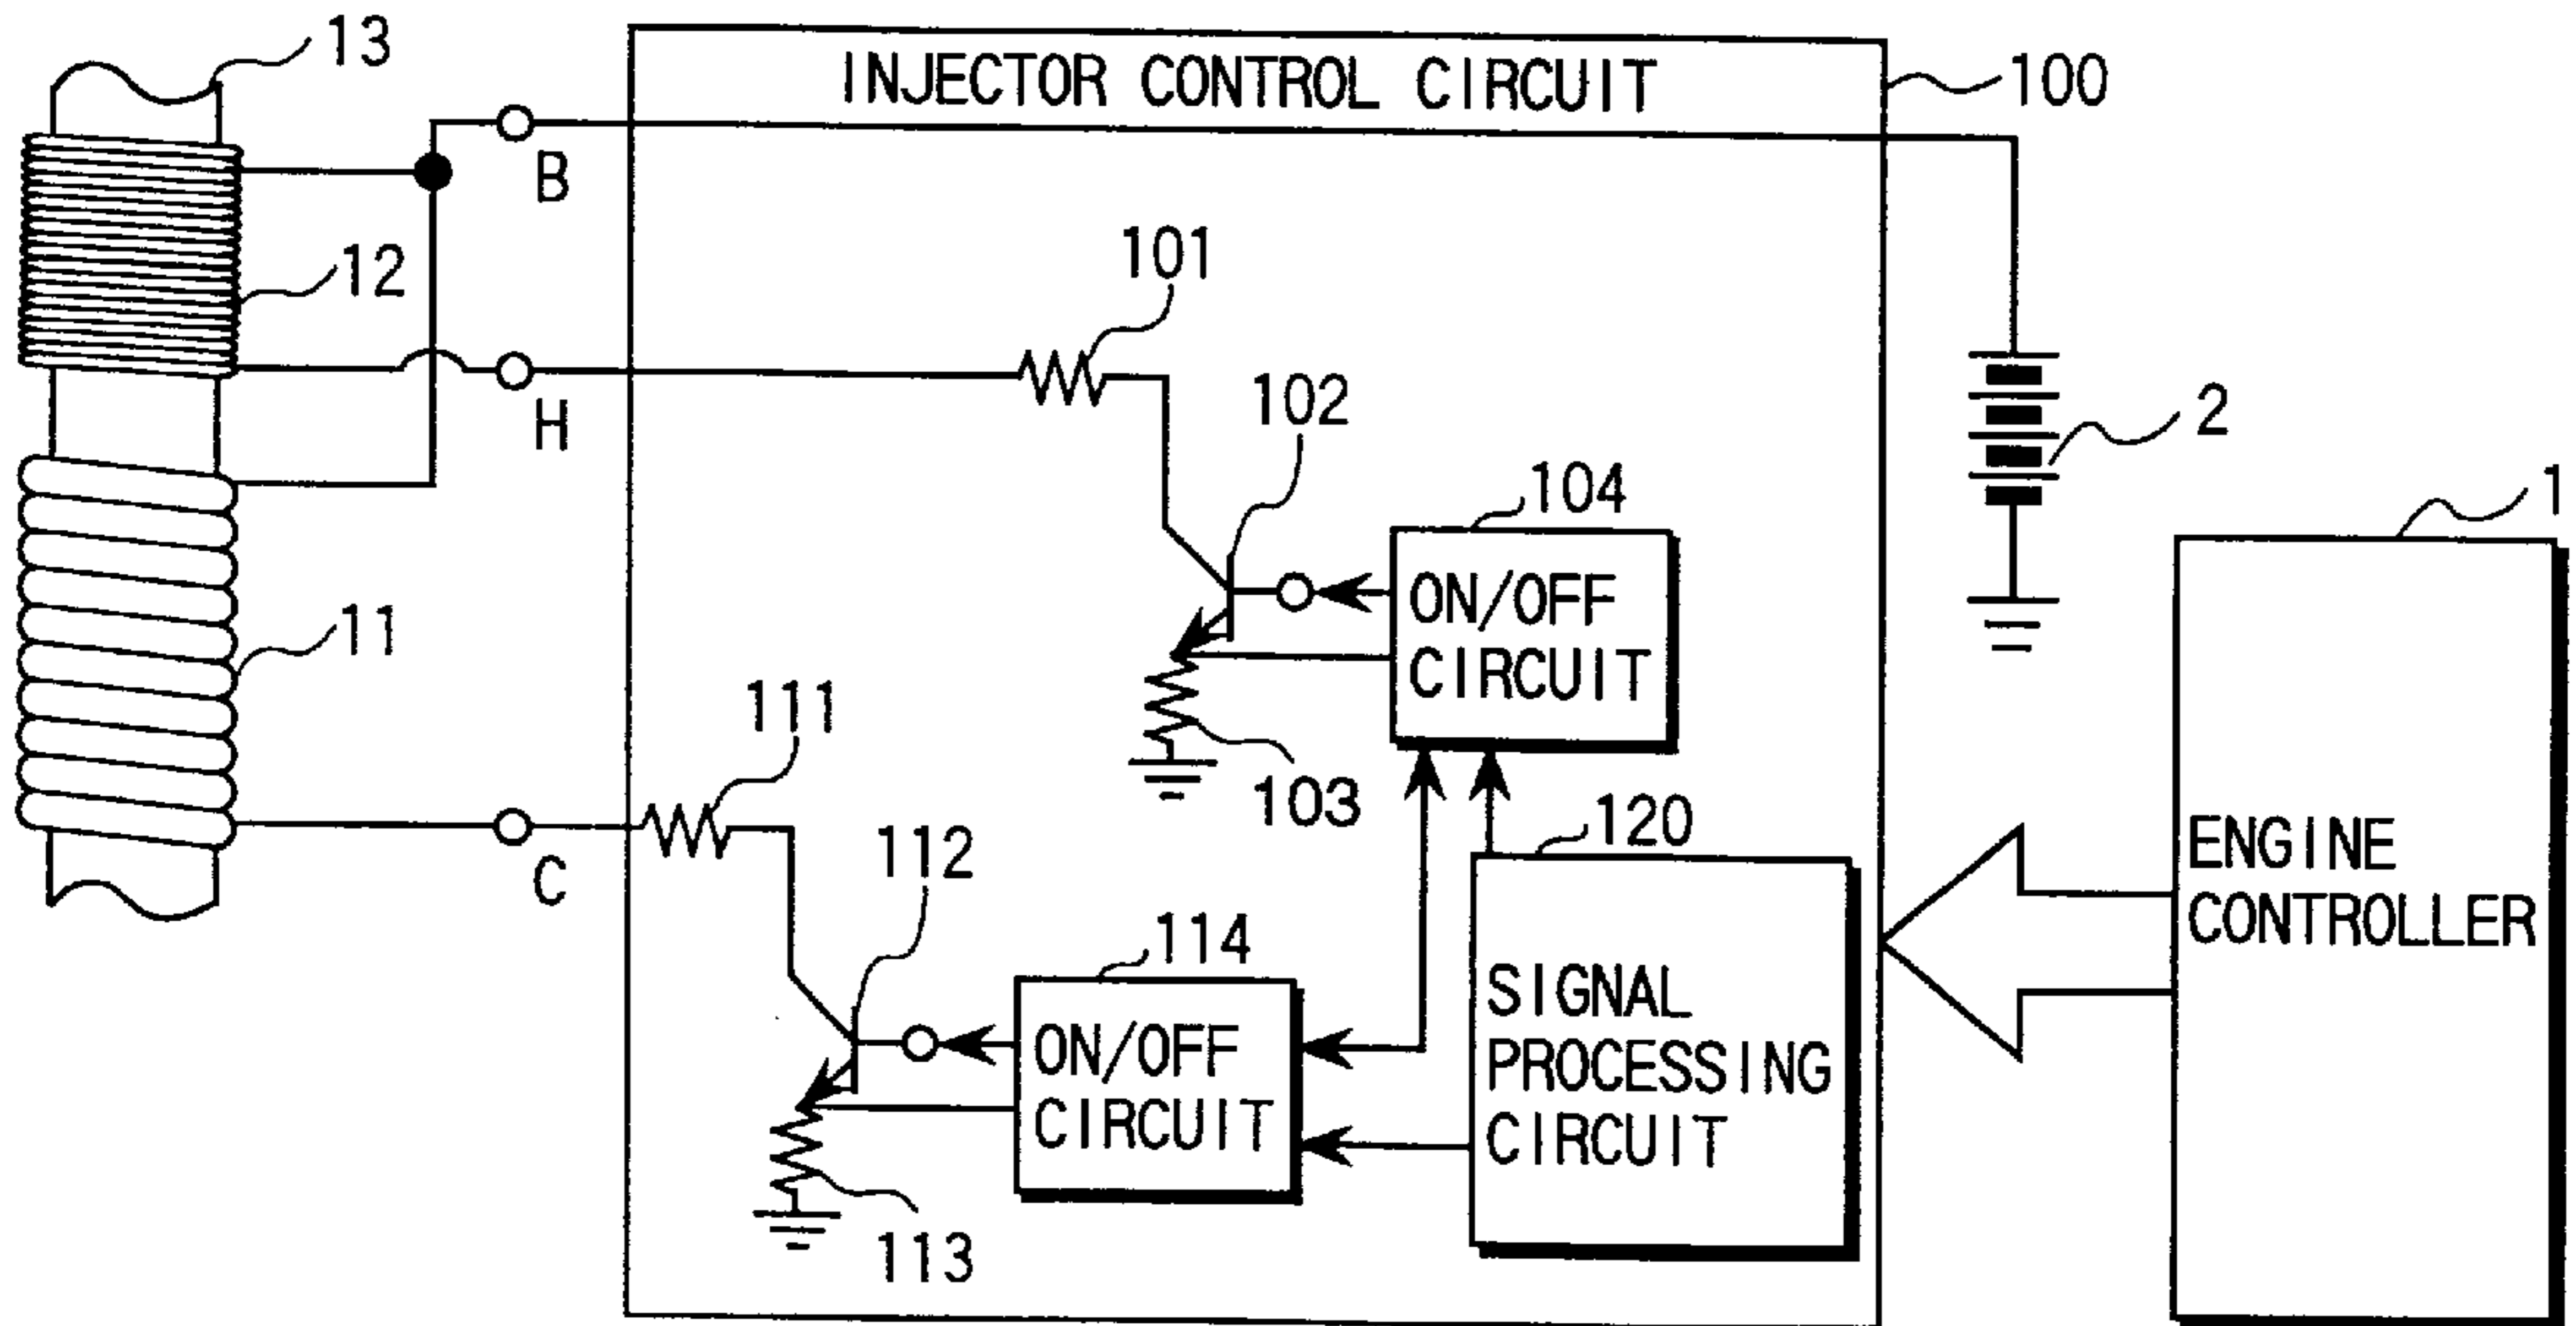 13
INJECTOR CONTROL CIRCUIT
100
B
12
101
H
102
2
104
1
ON/OFF
CIRCUIT
11
111
103
112
120
C
ENGINE
CONTROLLER
114
SIGNAL
PROCESSING
CIRCUIT
ON/OFF
CIRCUIT
113